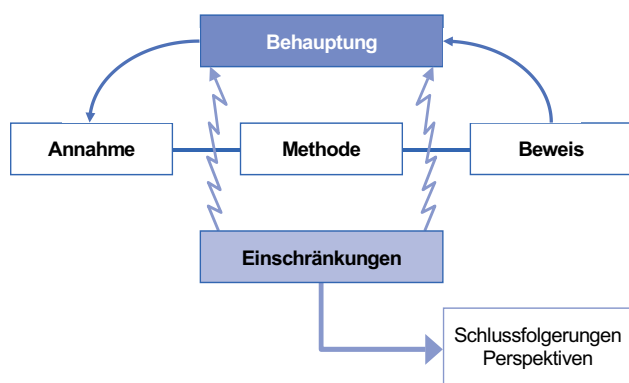 Behauptung
Annahme
Methode
Beweis
Einschränkungen
Schlussfolgerungen
Perspektiven